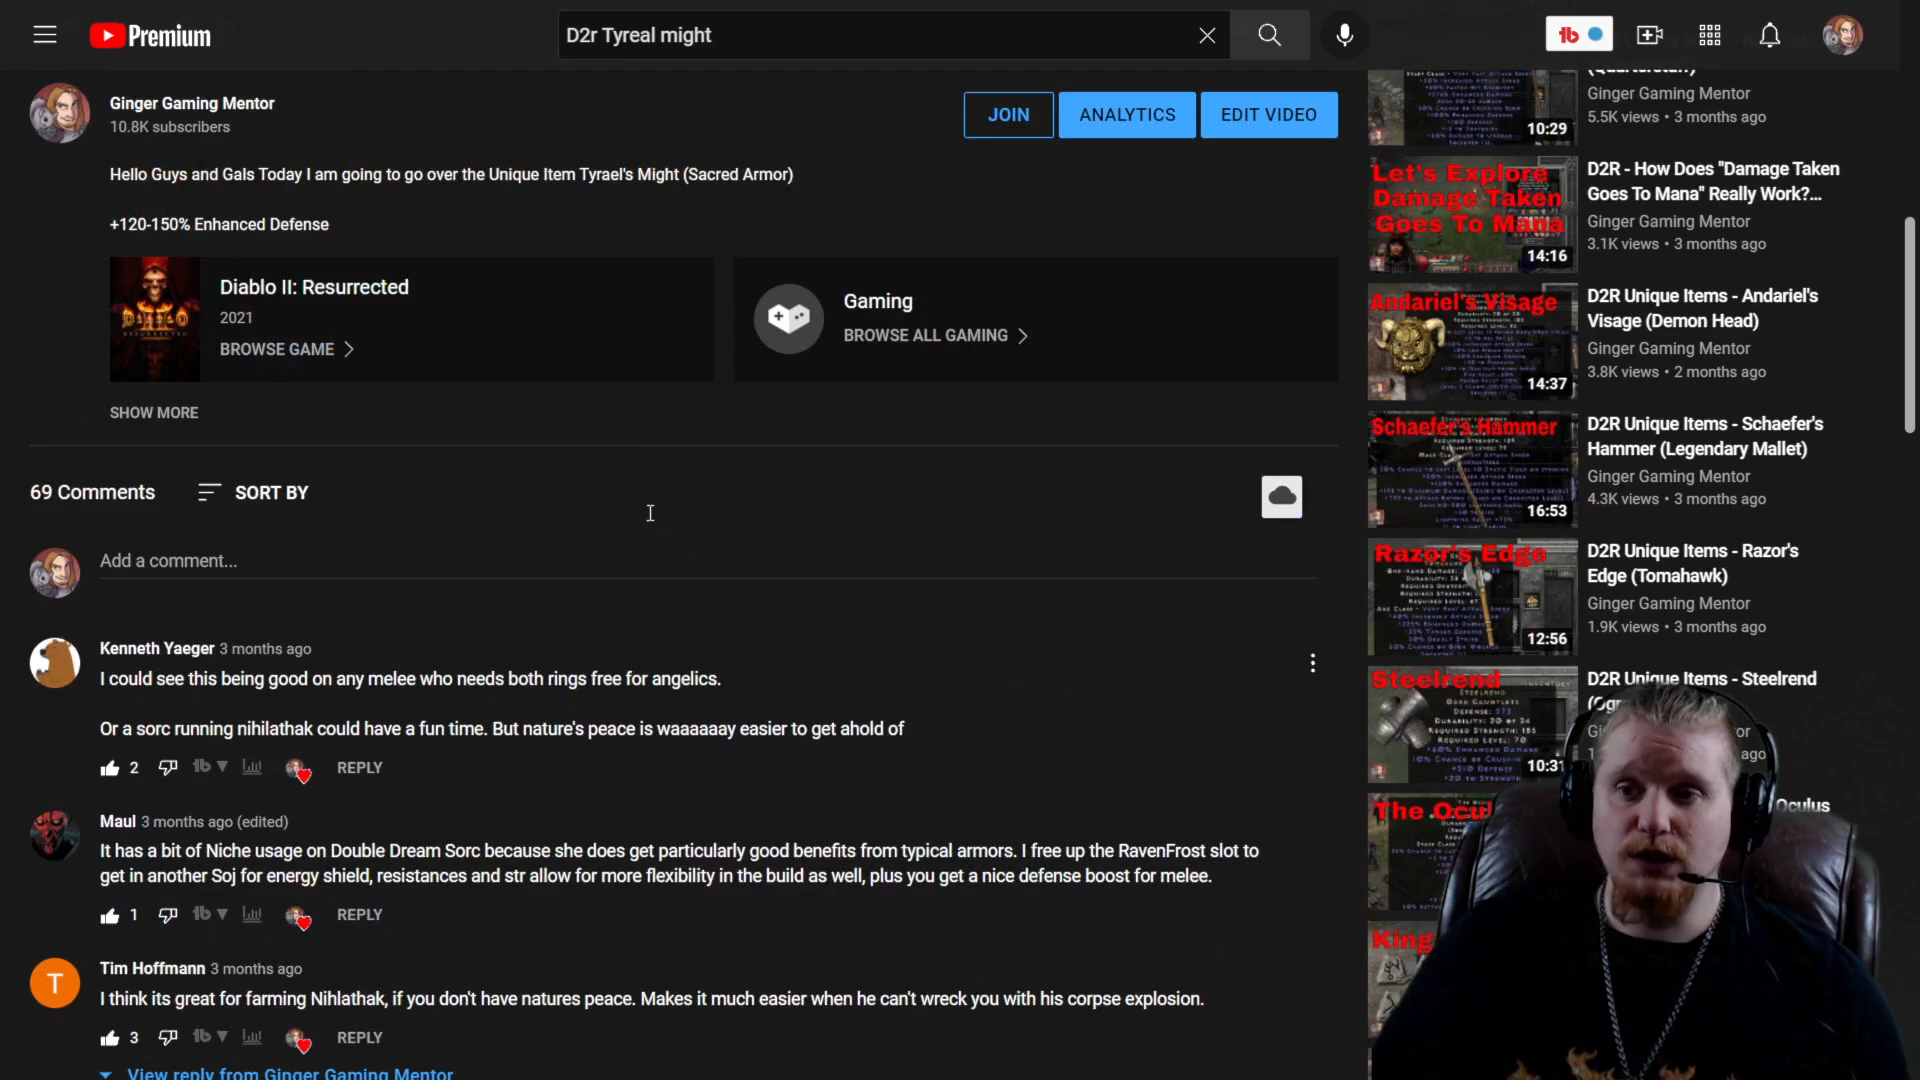 Premium
D2r Tyreal might
Ginger Gaming Mentor
10.8K subscribers
JOIN
ANALYTICS
EDIT VIDEO
Hello Guys and Gals Today I am going to go over the Unique Item Tyrael's Might (Sacred Armor)
+120-150% Enhanced Defense
Diablo II: Resurrected
2021
BROWSE GAME
Gaming
BROWSE ALL GAMING
SHOW MORE
69 Comments
SORT BY
Add a comment...
Kenneth Yaeger 3 months ago
I could see this being good on any melee who needs both rings free for angelics.
Or a sorc running nihilathak could have a fun time. But nature's peace is waaaaaay easier to get ahold of
2
REPLY
Maul 3 months ago (edited)
It has a bit of Niche usage on Double Dream Sorc because she does get particularly good benefits from typical armors. I free up the RavenFrost slot to
get in another Soj for energy shield, resistances and str allow for more flexibility in the build as well, plus you get a nice defense boost for melee.
1
REPLY
T
Tim Hoffmann 3 months ago
I think its great for farming Nihlathak, if you don't have natures peace. Makes it much easier when he can't wreck you with his corpse explosion.
3
REPLY
View reply from Ginger Gaming Mentor
(Quarterstaff)
Ginger Gaming Mentor
5.5K views • 3 months ago
10:29
Let's Explore
Damage Taken
Goes To Mana
14:16
D2R - How Does "Damage Taken
Goes To Mana" Really Work?...
Ginger Gaming Mentor
3.1K views • 3 months ago
Andariel's Visage
14:37
D2R Unique Items - Andariel's
Visage (Demon Head)
Ginger Gaming Mentor
3.8K views • 2 months ago
Schaefer's Hammer
16:53
D2R Unique Items - Schaefer's
Hammer (Legendary Mallet)
Ginger Gaming Mentor
4.3K views • 3 months ago
Razor's Edge
12:56
D2R Unique Items - Razor's
Edge (Tomahawk)
Ginger Gaming Mentor
1.9K views • 3 months ago
Steelrend
10:31
D2R Unique Items - Steelrend
ago
The Ocul
Oculus
King